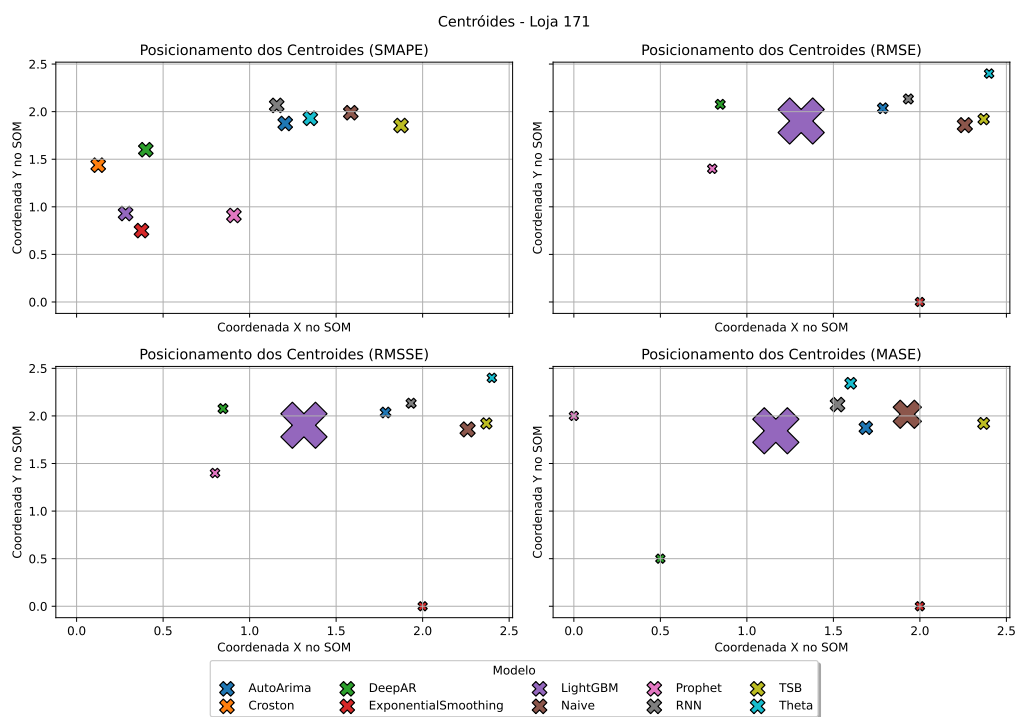 Centróides - Loja 171
Posicionamento dos Centroides (SMAPE)
2.5
2.0
1.5
1.0
0.5
0.0
Coordenada Y no SOM
Coordenada X no SOM
Posicionamento dos Centroides (RMSE)
Coordenada Y no SOM
Coordenada X no SOM
Posicionamento dos Centroides (RMSSE)
2.5
2.0
1.5
1.0
0.5
0.0
Coordenada Y no SOM
0.0 0.5 1.0 1.5 2.0 2.5
Coordenada X no SOM
Posicionamento dos Centroides (MASE)
Coordenada Y no SOM
0.0 0.5 1.0 1.5 2.0 2.5
Coordenada X no SOM
Modelo
AutoArima DeepAR LightGBM Prophet TSB
Croston ExponentialSmoothing Naive RNN Theta